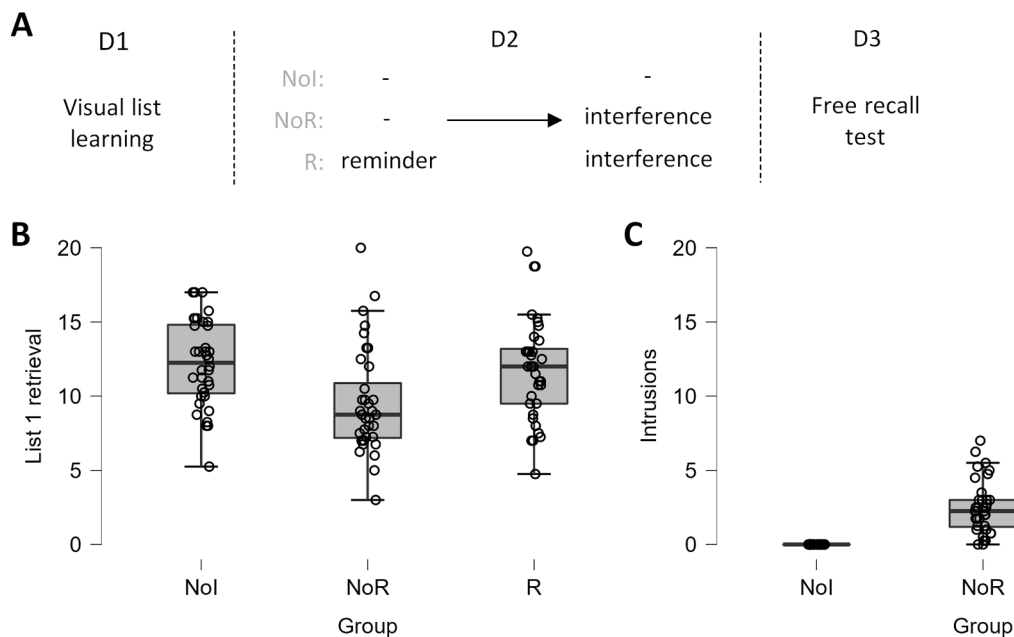 A
D1
D2
D3
NoI: - -
Visual list
learning
NoR: - interference
R: reminder interference
Free recall
test
B
List 1 retrieval
20
15
10
5
0
NoI NoR R
Group
C
Intrusions
20
15
10
5
0
NoI NoR
Group